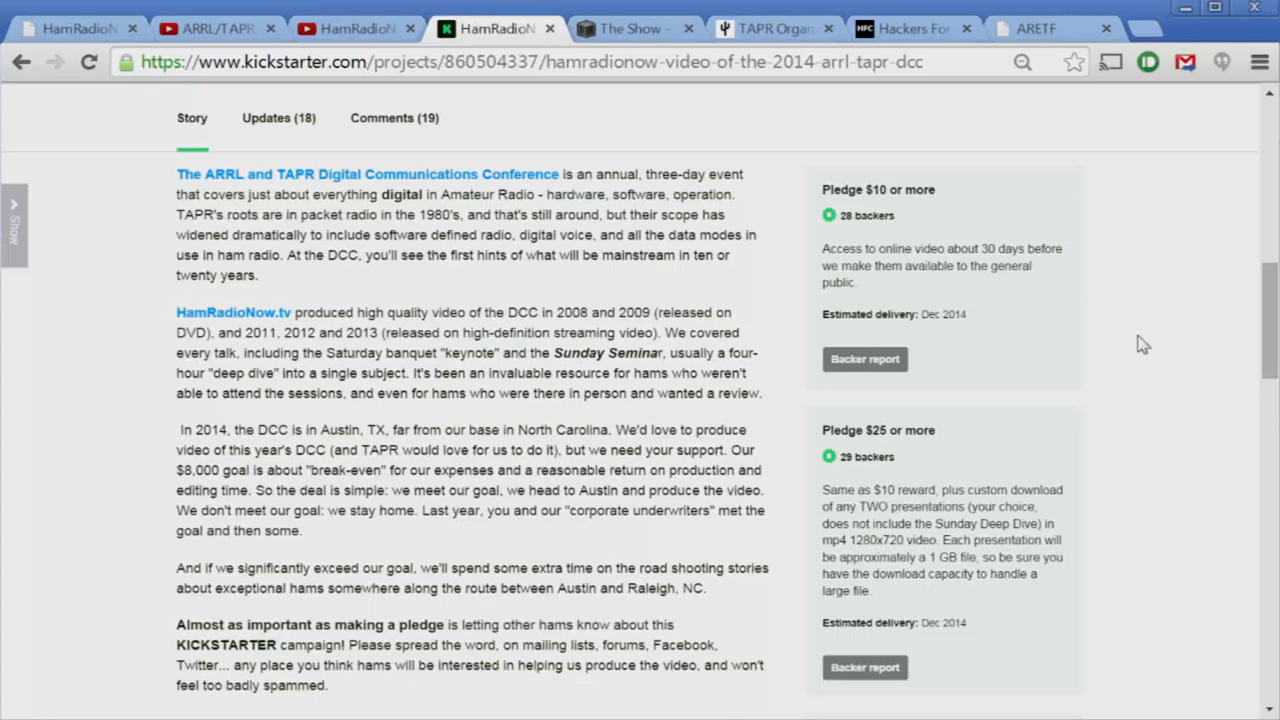 HamRadioN
ARRL/TAPR
HamRadioN
HamRadioN
The Show -
TAPR Organ
HFC Hackers For
ARETF
https://www.kickstarter.com/projects/860504337/hamradionow-video-of-the-2014-arrl-tapr-dcc
Show
Story Updates (18) Comments (19)
The ARRL and TAPR Digital Communications Conference is an annual, three-day event
that covers just about everything digital in Amateur Radio - hardware, software, operation.
TAPR's roots are in packet radio in the 1980's, and that's still around, but their scope has
widened dramatically to include software defined radio, digital voice, and all the data modes in
use in ham radio. At the DCC, you'll see the first hints of what will be mainstream in ten or
twenty years.
HamRadioNow.tv produced high quality video of the DCC in 2008 and 2009 (released on
DVD), and 2011, 2012 and 2013 (released on high-definition streaming video). We covered
every talk, including the Saturday banquet "keynote" and the Sunday Seminar, usually a four-
hour "deep dive" into a single subject. It's been an invaluable resource for hams who weren't
able to attend the sessions, and even for hams who were there in person and wanted a review.
In 2014, the DCC is in Austin, TX, far from our base in North Carolina. We'd love to produce
video of this year's DCC (and TAPR would love for us to do it), but we need your support. Our
$8,000 goal is about "break-even" for our expenses and a reasonable return on production and
editing time. So the deal is simple: we meet our goal, we head to Austin and produce the video.
We don't meet our goal: we stay home. Last year, you and our "corporate underwriters" met the
goal and then some.
And if we significantly exceed our goal, we'll spend some extra time on the road shooting stories
about exceptional hams somewhere along the route between Austin and Raleigh, NC.
Almost as important as making a pledge is letting other hams know about this
KICKSTARTER campaign! Please spread the word, on mailing lists, forums, Facebook,
Twitter... any place you think hams will be interested in helping us produce the video, and won't
feel too badly spammed.
Pledge $10 or more
28 backers
Access to online video about 30 days before
we make them available to the general
public.
Estimated delivery: Dec 2014
Backer report
Pledge $25 or more
29 backers
Same as $10 reward, plus custom download
of any TWO presentations (your choice,
does not include the Sunday Deep Dive) in
mp4 1280x720 video. Each presentation will
be approximately a 1 GB file, so be sure you
have the download capacity to handle a
large file.
Estimated delivery: Dec 2014
Backer report